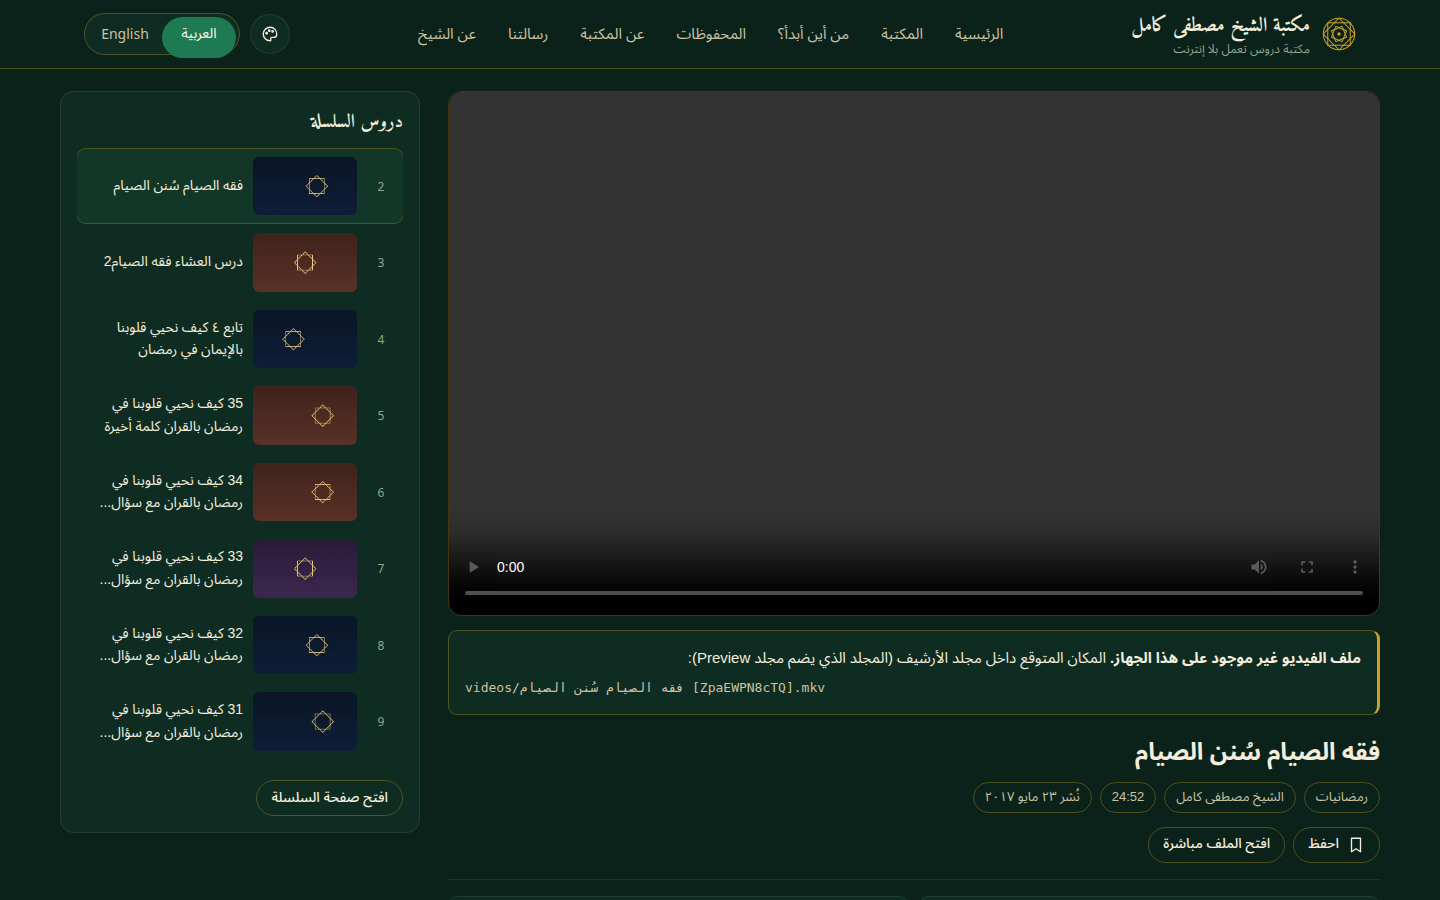 مكتبة الشيخ مصطفى كامل
مكتبة دروس تعمل بلا إنترنت
الرئيسية
المكتبة
من أين أبدأ؟
المحفوظات
عن المكتبة
رسالتنا
عن الشيخ
العربية
English
0:00
ملف الفيديو غير موجود على هذا الجهاز. المكان المتوقع داخل مجلد الأرشيف (المجلد الذي يضم مجلد Preview):
videos/فقه الصيام سُنن الصيام [ZpaEWPN8cTQ].mkv
فقه الصيام سُنن الصيام
رمضانيات
الشيخ مصطفى كامل
24:52
نُشر ٢٣ مايو ٢٠١٧
احفظ
افتح الملف مباشرة
دروس السلسلة
2
فقه الصيام سُنن الصيام
3
درس العشاء فقه الصيام2
4
تابع ٤ كيف نحيي قلوبنا
بالإيمان في رمضان
5
35 كيف نحيي قلوبنا في
رمضان بالقران كلمة أخيرة
6
34 كيف نحيي قلوبنا في
رمضان بالقران مع سؤال...
7
33 كيف نحيي قلوبنا في
رمضان بالقران مع سؤال...
8
32 كيف نحيي قلوبنا في
رمضان بالقران مع سؤال...
9
31 كيف نحيي قلوبنا في
رمضان بالقران مع سؤال...
افتح صفحة السلسلة